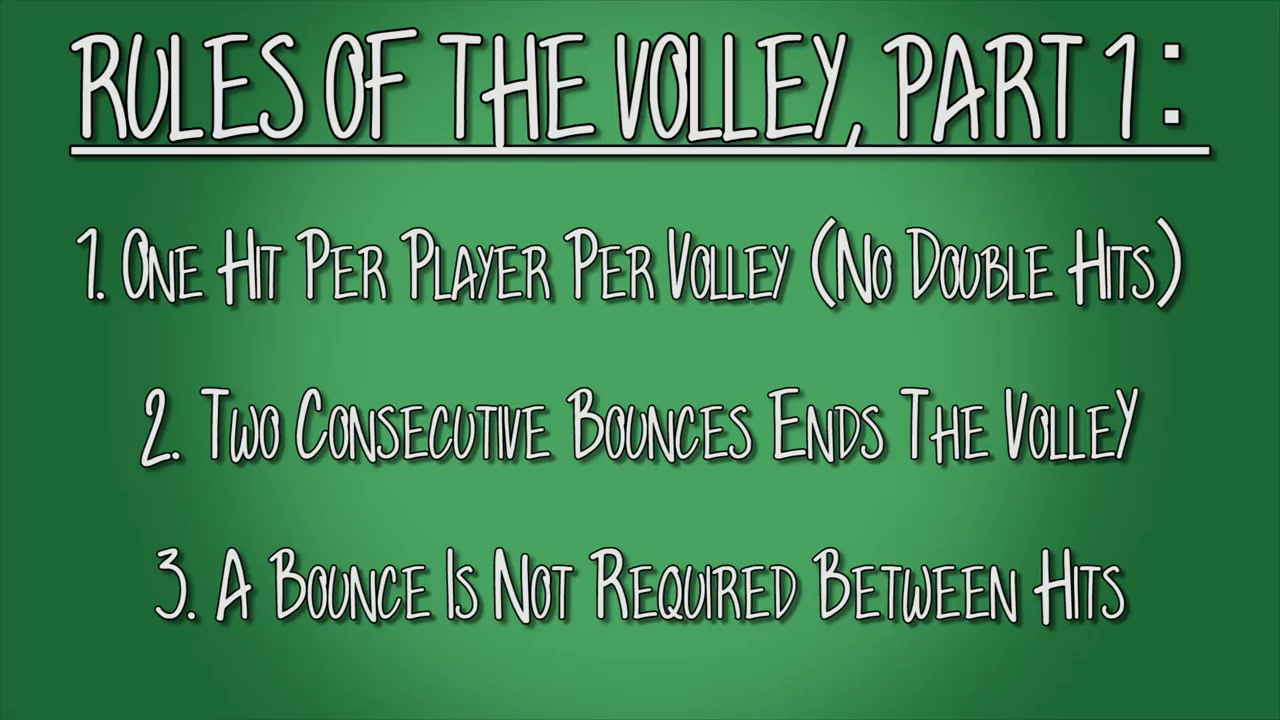 RULES OF THE VOLLEY, PART 1:
1. ONE HIT PER PLAYER PER VOLLEY (NO DOUBLE HITS)
2. TWO CONSECUTIVE BOUNCES ENDS THE VOLLEY
3. A BOUNCE IS NOT REQUIRED BETWEEN HITS